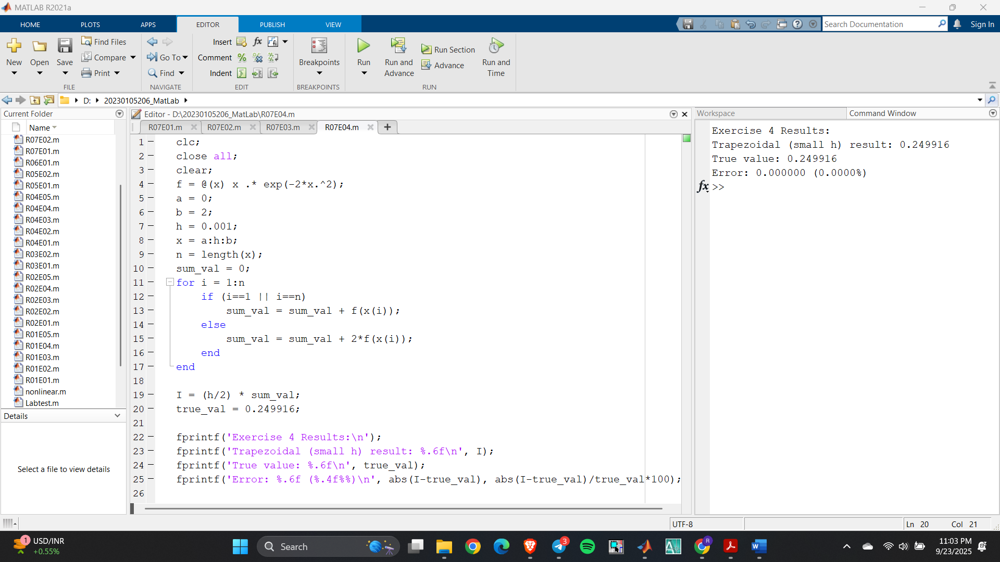 MATLAB R2021a
HOME PLOTS APPS EDITOR PUBLISH VIEW Search Documentation Sign In
New
Open
Save
Find Files
Compare
Print
FILE
Go To
Find
NAVIGATE
Insert fx
Comment
Indent
EDIT
Breakpoints
BREAKPOINTS
Run
Run and Advance
Run Section
Advance
Run and Time
RUN
D: 20230105206_MatLab
Current Folder
Name
R07E02.m
R07E01.m
R06E01.m
R05E02.m
R05E01.m
R04E05.m
R04E04.m
R04E03.m
R04E02.m
R04E01.m
R03E02.m
R03E01.m
R02E05.m
R02E04.m
R02E03.m
R02E02.m
R02E01.m
R01E05.m
R01E04.m
R01E03.m
R01E02.m
R01E01.m
nonlinear.m
Labtest.m
Details
Select a file to view details
Editor - D:\20230105206_MatLab\R07E04.m
R07E01.m R07E02.m R07E03.m R07E04.m
1 clc;
2 close all;
3 clear;
4 f = @(x) x .* exp(-2*x.^2);
5 a = 0;
6 b = 2;
7 h = 0.001;
8 x = a:h:b;
9 n = length(x);
10 sum_val = 0;
11 for i = 1:n
12 if (i==1 || i==n)
13 sum_val = sum_val + f(x(i));
14 else
15 sum_val = sum_val + 2*f(x(i));
16 end
17 end
18
19 I = (h/2) * sum_val;
20 true_val = 0.249916;
21
22 fprintf('Exercise 4 Results:\n');
23 fprintf('Trapezoidal (small h) result: %.6f\n', I);
24 fprintf('True value: %.6f\n', true_val);
25 fprintf('Error: %.6f (%.4f%%)\n', abs(I-true_val), abs(I-true_val)/true_val*100);
26
Workspace Command Window
Exercise 4 Results:
Trapezoidal (small h) result: 0.249916
True value: 0.249916
Error: 0.000000 (0.0000%)
fx >>
UTF-8 Ln 20 Col 21
1
USD/INR
+0.55%
Search
3
R
11:03 PM
9/23/2025